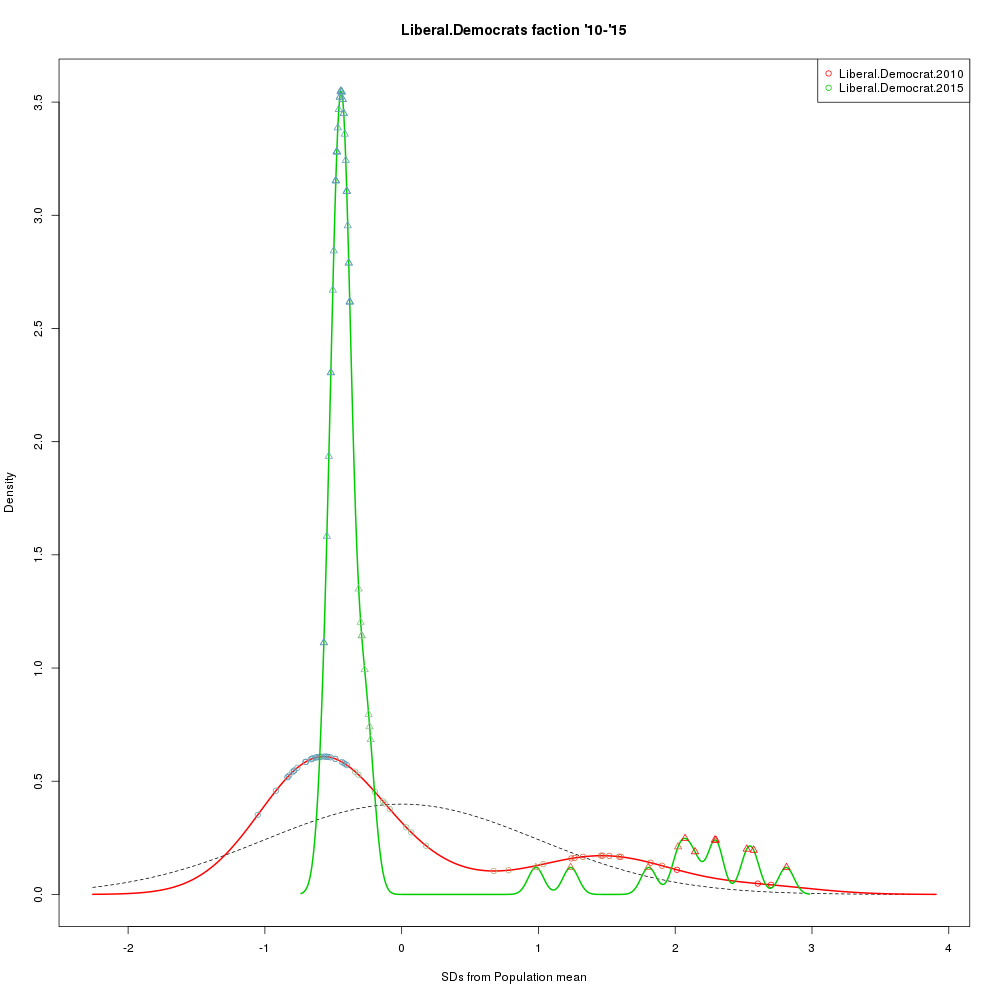 Liberal.Democrats faction '10-'15
Liberal.Democrat.2010
Liberal.Democrat.2015
3.5
3.0
2.5
2.0
1.5
1.0
0.5
0.0
Density
-2 -1 0 1 2 3 4
SDs from Population mean